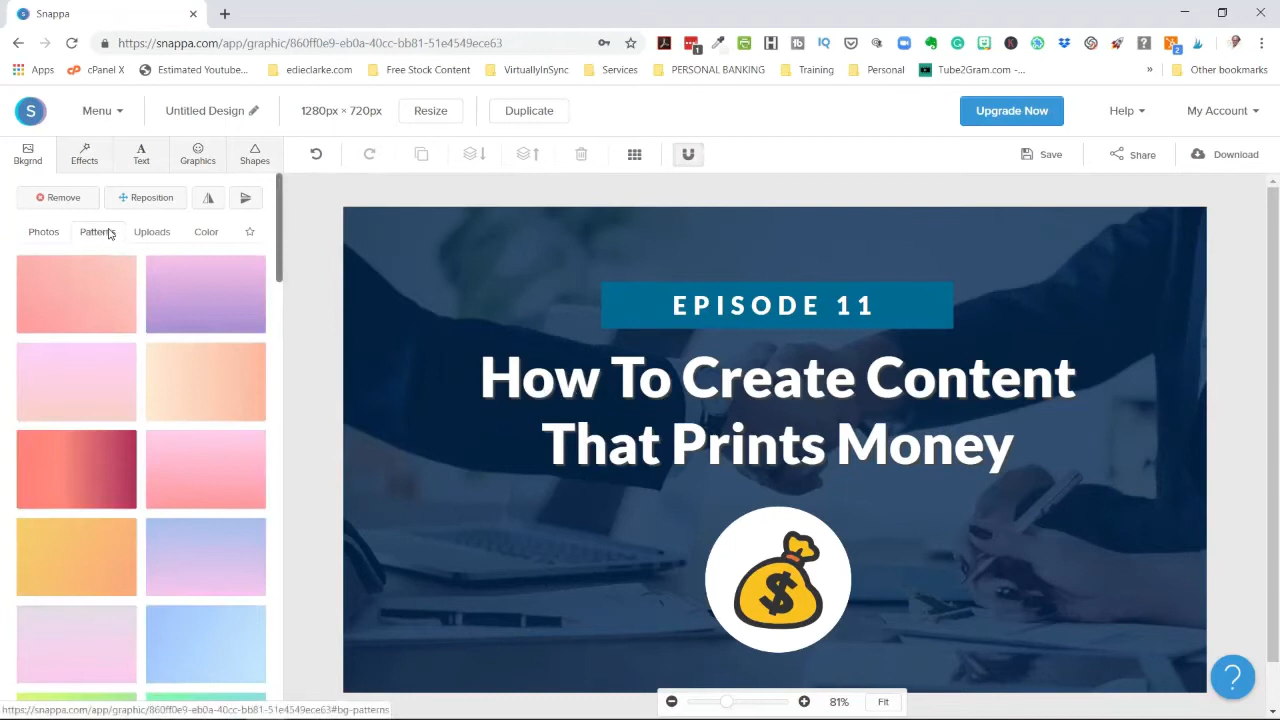 Snappa
https://snappa.com/app/graphic/860ff0e9-eb0a-40cc-bb81-51e4549ece63
Apps
cPanel X
Estimated Yourse...
edieclarke.com
Free Stock Content
VirtuallyInSync
Services
PERSONAL BANKING
Training
Personal
Tube2Gram.com -...
»
Other bookmarks
S
Menu
Untitled Design
1280px × 720px
Resize
Duplicate
Upgrade Now
Help
My Account
Bkgrnd
Effects
Text
Graphics
Shapes
Save
Share
Download
Remove
Reposition
Photos
Patterns
Uploads
Color
EPISODE 11
How To Create Content
That Prints Money
$
81%
Fit
?
https://snappa.com/app/graphic/860ff0e9-eb0a-40cc-bb81-51e4549ece63#bg-patterns